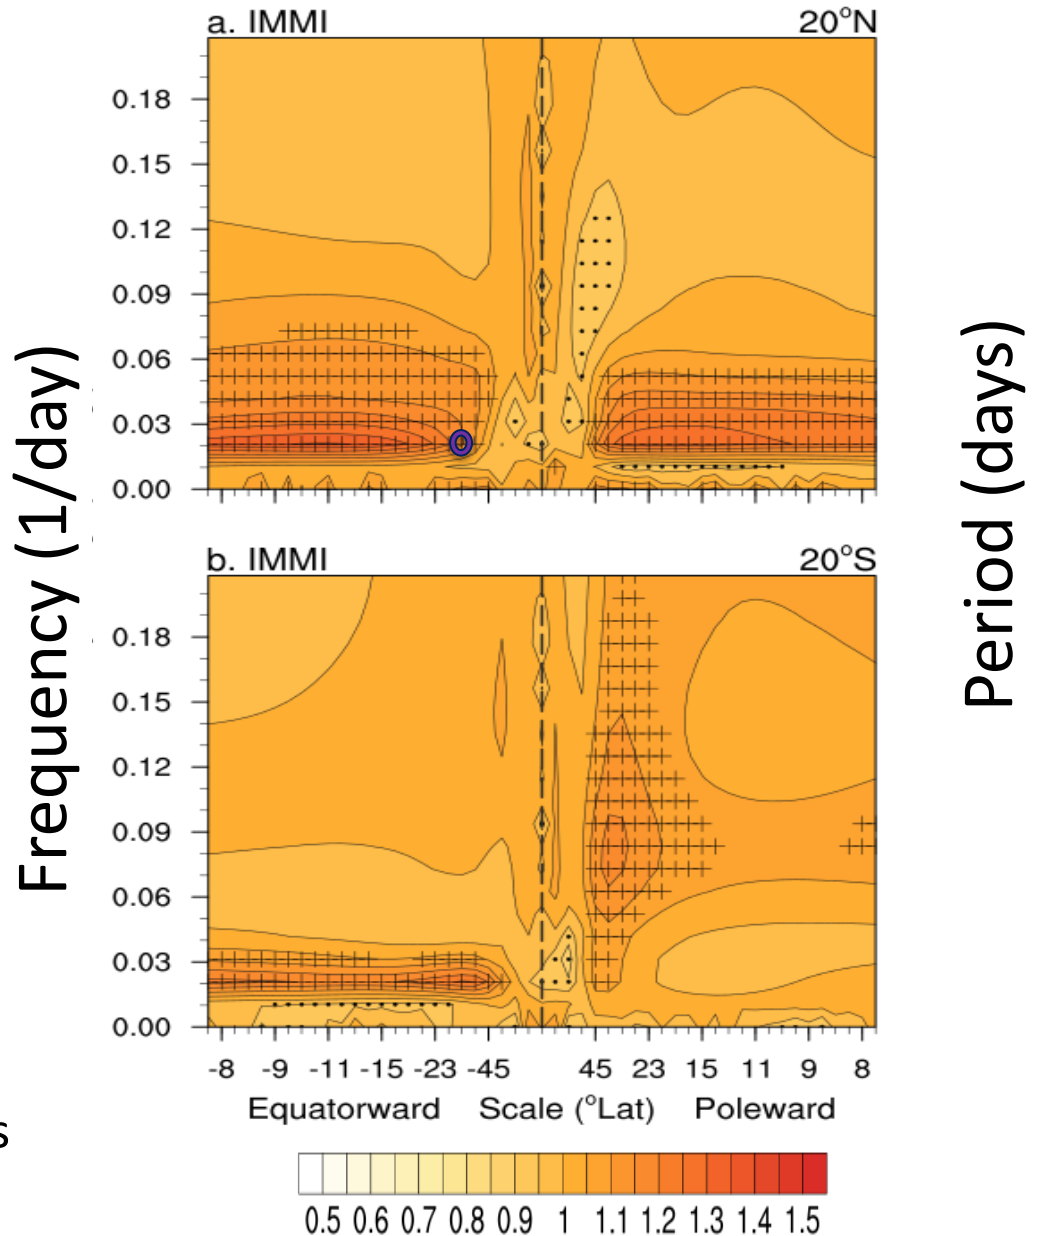 a. IMMI 20°N
0.18
0.15
0.12
0.09
0.06
0.03
0.00
Frequency (1/day)
Period (days)
b. IMMI 20°S
0.18
0.15
0.12
0.09
0.06
0.03
0.00
-8 -9 -11 -15 -23 -45 45 23 15 11 9 8
Equatorward Scale (°Lat) Poleward
s
0.5 0.6 0.7 0.8 0.9 1 1.1 1.2 1.3 1.4 1.5